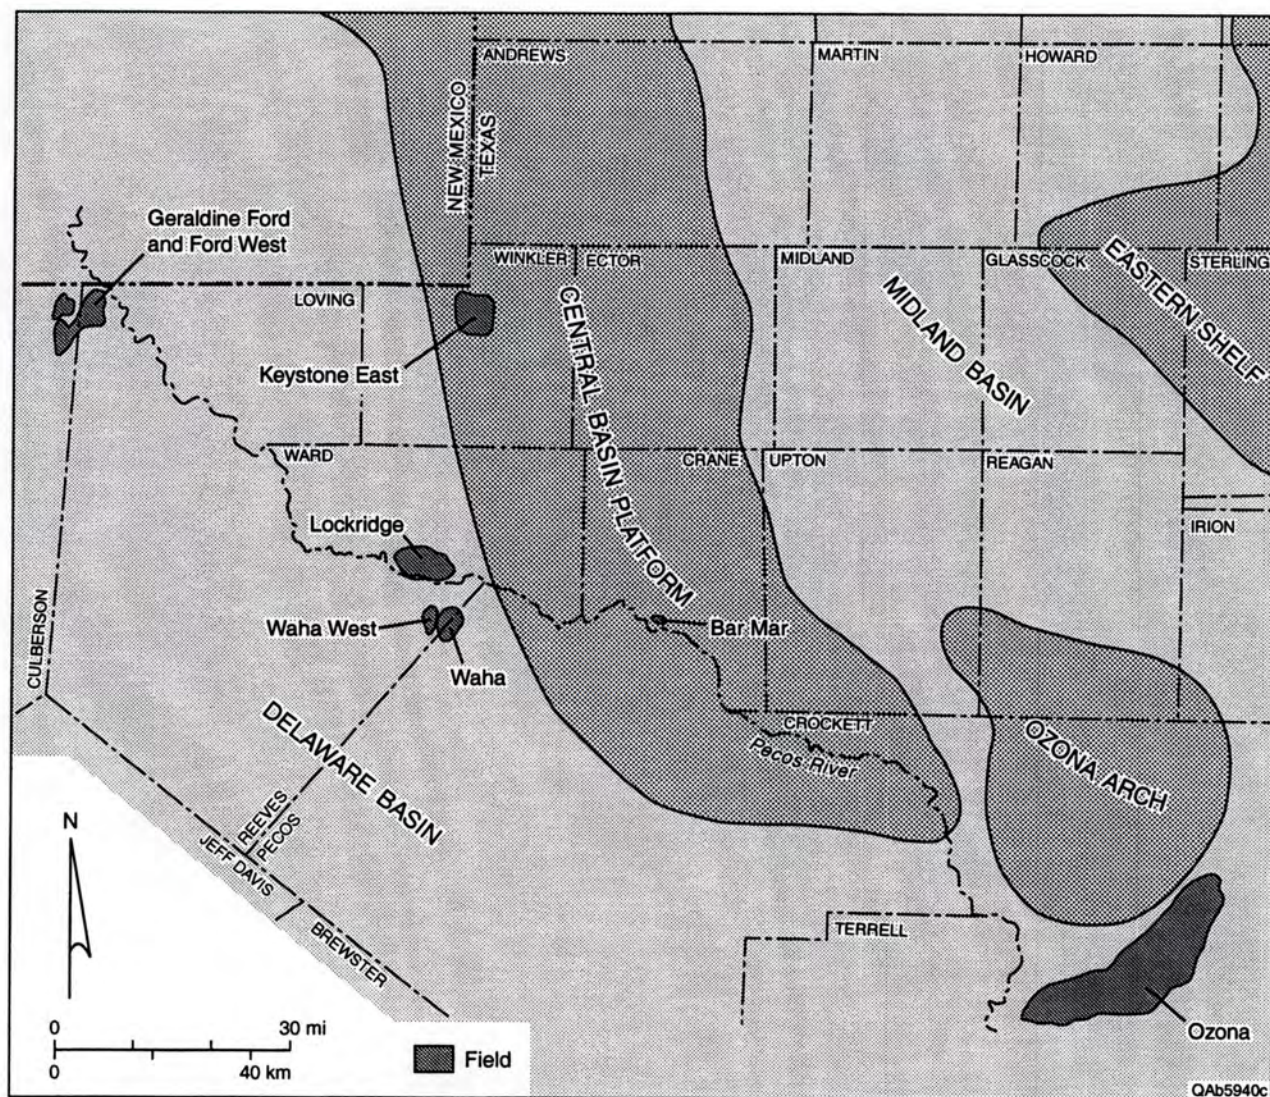 ANDREWS
MARTIN
HOWARD
NEW MEXICO
TEXAS
Geraldine Ford
and Ford West
WINKLER
ECTOR
MIDLAND
GLASSCOCK
STERLING
EASTERN SHELF
LOVING
CENTRAL BASIN PLATFORM
MIDLAND BASIN
Keystone East
WARD
CRANE
UPTON
REAGAN
IRION
Lockridge
CULBERSON
Waha West
Waha
Bar Mar
DELAWARE BASIN
CROCKETT
Pecos River
OZONA ARCH
N
REEVES
PECOS
JEFF DAVIS
BREWSTER
TERRELL
0 30 mi
0 40 km
Field
Ozona
QAb5940c